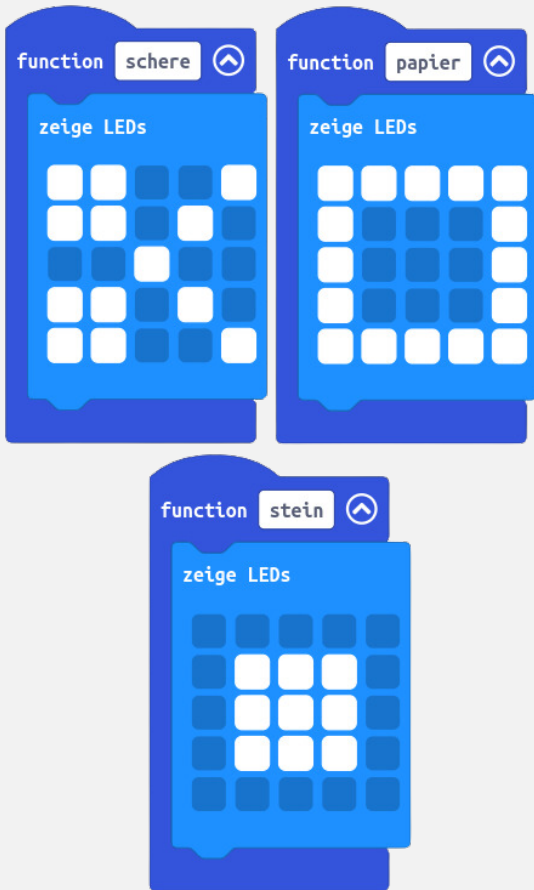 function schere
zeige LEDs
function papier
zeige LEDs
function stein
zeige LEDs